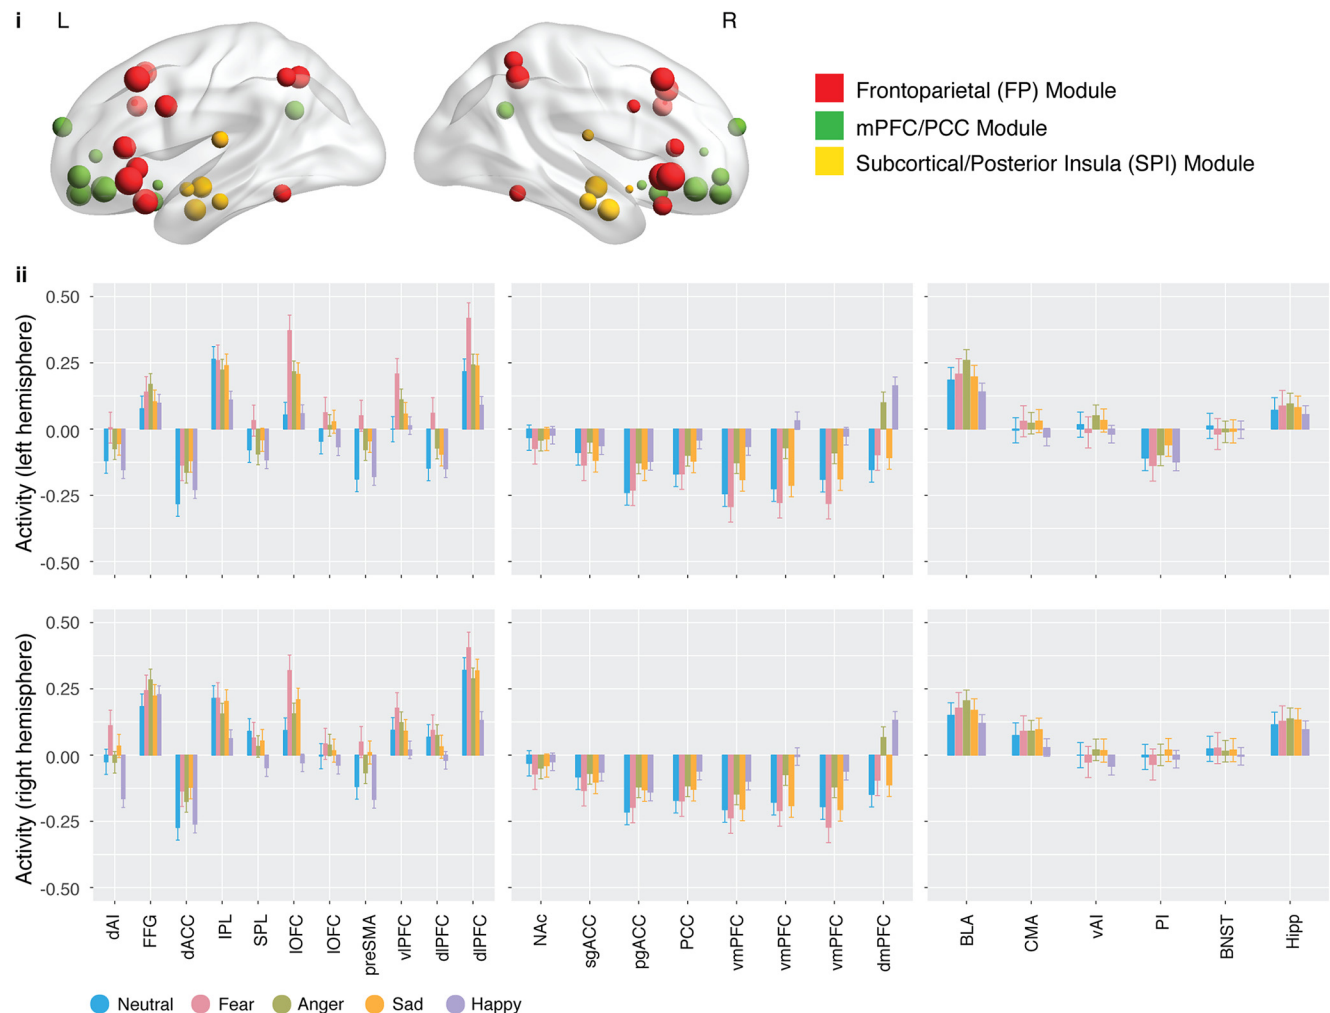 i L R
Frontoparietal (FP) Module
mPFC/PCC Module
Subcortical/Posterior Insula (SPI) Module
ii
Activity (left hemisphere)
0.50
0.25
0.00
-0.25
-0.50
Activity (right hemisphere)
0.50
0.25
0.00
-0.25
-0.50
dAI FFG dACC IPL SPL lOFC lOFC preSMA vlPFC dlPFC dlPFC NAc sgACC pgACC PCC vmPFC vmPFC vmPFC dmPFC BLA CMA vAI PI BNST Hipp
Neutral Fear Anger Sad Happy